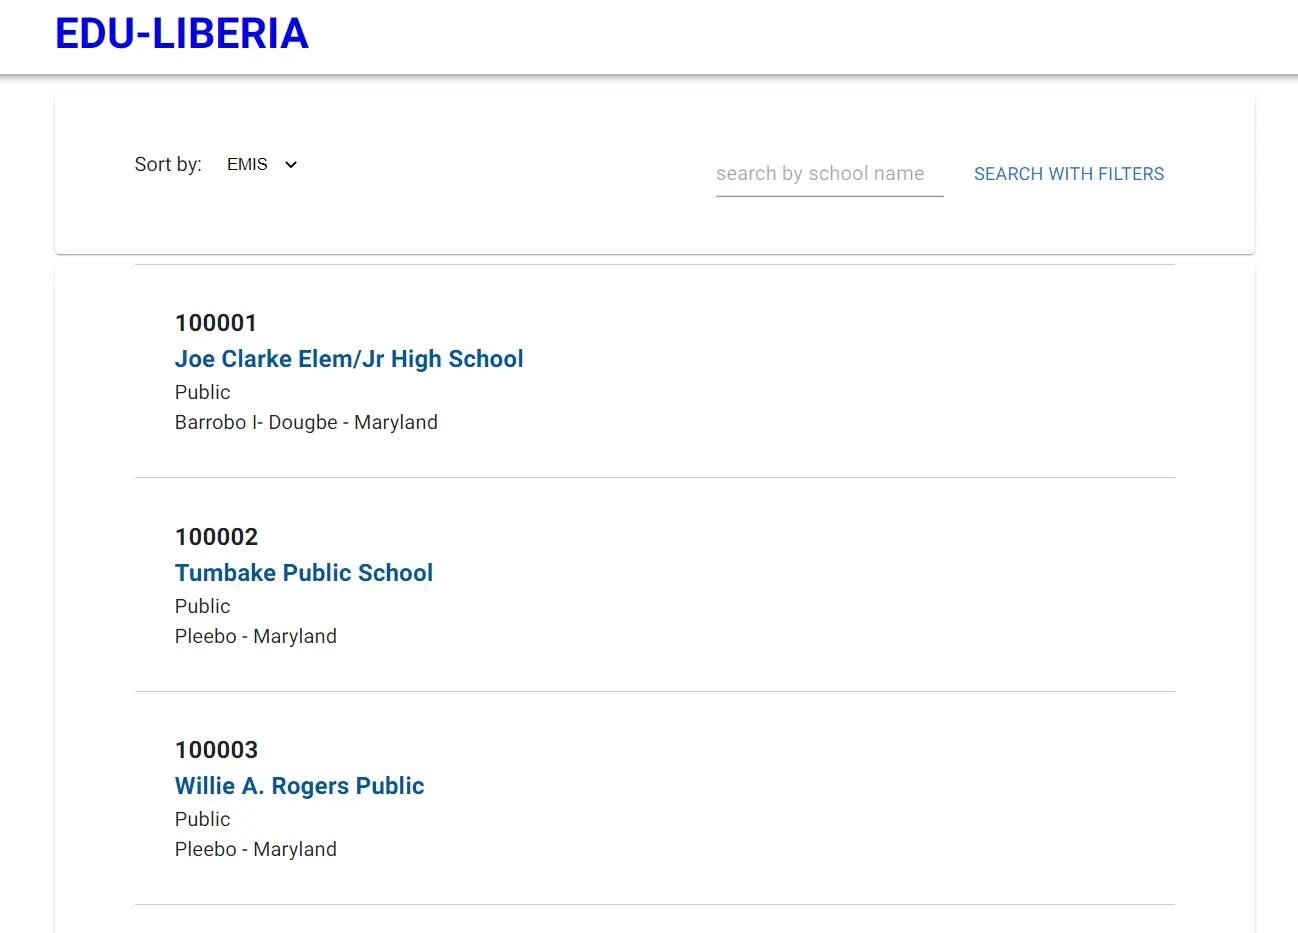 EDU-LIBERIA
Sort by: EMIS
search by school name SEARCH WITH FILTERS
100001
Joe Clarke Elem/Jr High School
Public
Barrobo I- Dougbe - Maryland
100002
Tumbake Public School
Public
Pleebo - Maryland
100003
Willie A. Rogers Public
Public
Pleebo - Maryland